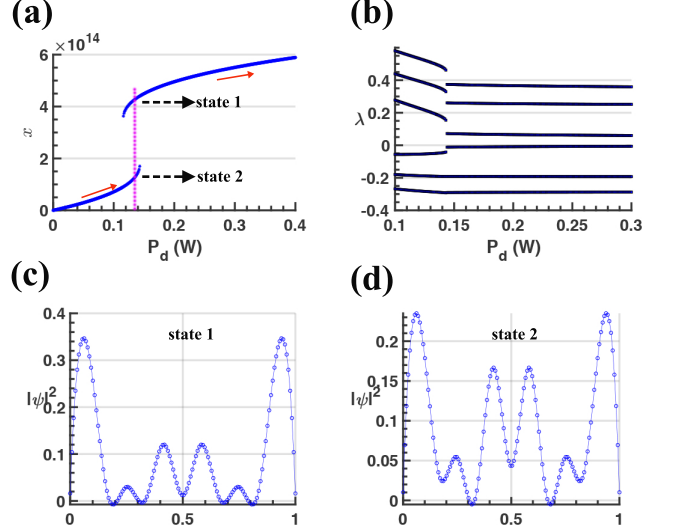 (a)
×10¹⁴
6
4
2
0
x
state 1
state 2
0 0.1 0.2 0.3 0.4
P_d (W)
(b)
0.4
0.2
0
-0.2
-0.4
λ
0.1 0.15 0.2 0.25 0.3
P_d (W)
(c)
0.4
0.3
0.2
0.1
0
|ψ|²
state 1
0 0.5 1
(d)
0.2
0.15
0.1
0.05
0
|ψ|²
state 2
0 0.5 1